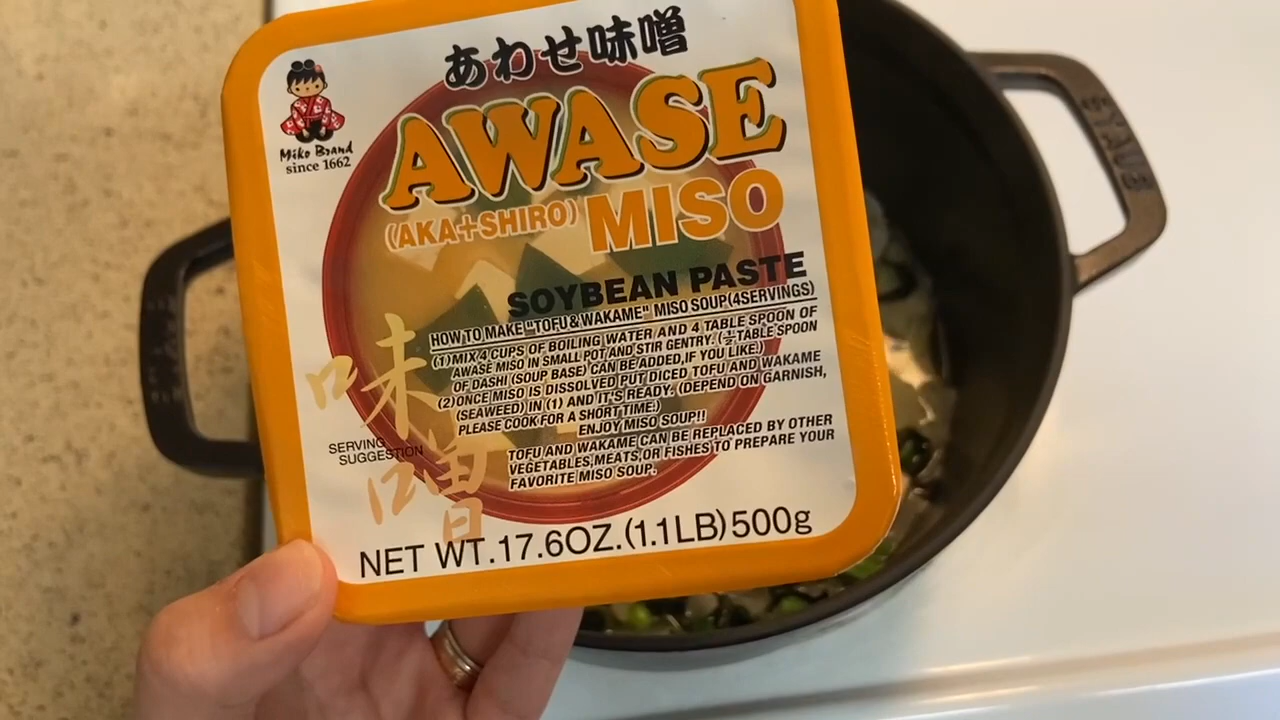 あわせ味噌
Miko Brand
since 1662
AWASE
(AKA+SHIRO) MISO
SOYBEAN PASTE
HOW TO MAKE "TOFU & WAKAME" MISO SOUP (4SERVINGS)
(1) MIX 4 CUPS OF BOILING WATER AND 4 TABLE SPOON OF
AWASE MISO IN SMALL POT AND STIR GENTRY. (½ TABLE SPOON
OF DASHI (SOUP BASE) CAN BE ADDED, IF YOU LIKE.)
(2) ONCE MISO IS DISSOLVED PUT DICED TOFU AND WAKAME
(SEAWEED) IN (1) AND IT'S READY. (DEPEND ON GARNISH,
PLEASE COOK FOR A SHORT TIME.)
ENJOY MISO SOUP!!
TOFU AND WAKAME CAN BE REPLACED BY OTHER
VEGETABLES, MEATS, OR FISHES TO PREPARE YOUR
FAVORITE MISO SOUP.
味噌
SERVING
SUGGESTION
NET WT. 17.6OZ. (1.1LB) 500g
STAUB